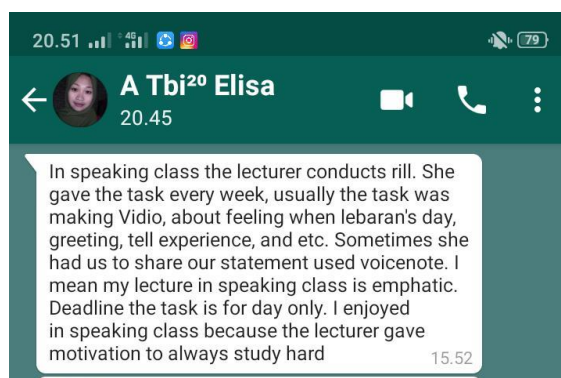 20.51 4G 79
A Tbi²⁰ Elisa
20.45
In speaking class the lecturer conducts rill. She
gave the task every week, usually the task was
making Vidio, about feeling when lebaran's day,
greeting, tell experience, and etc. Sometimes she
had us to share our statement used voicenote. I
mean my lecture in speaking class is emphatic.
Deadline the task is for day only. I enjoyed
in speaking class because the lecturer gave
motivation to always study hard
15.52